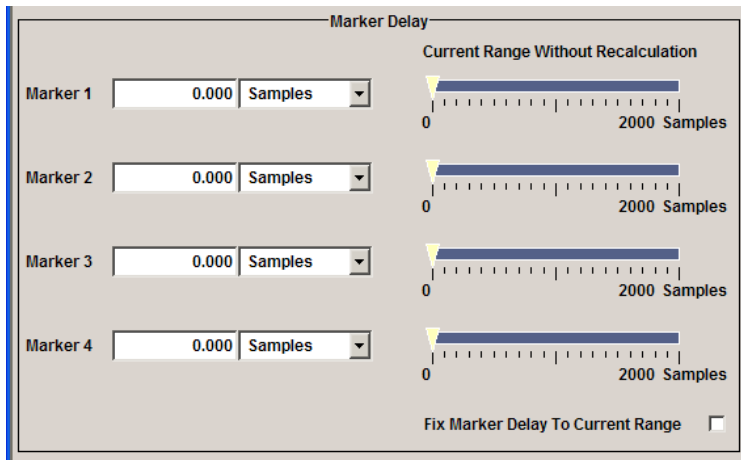 Marker Delay
Current Range Without Recalculation
Marker 1 0.000 Samples
0 2000 Samples
Marker 2 0.000 Samples
0 2000 Samples
Marker 3 0.000 Samples
0 2000 Samples
Marker 4 0.000 Samples
0 2000 Samples
Fix Marker Delay To Current Range